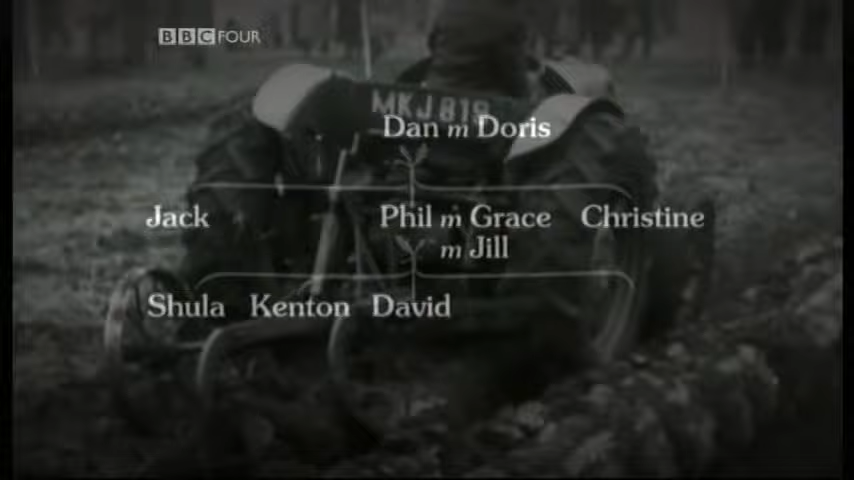 BBC FOUR
MKJ 819
Dan m Doris
Jack Phil m Grace Christine
m Jill
Shula Kenton David